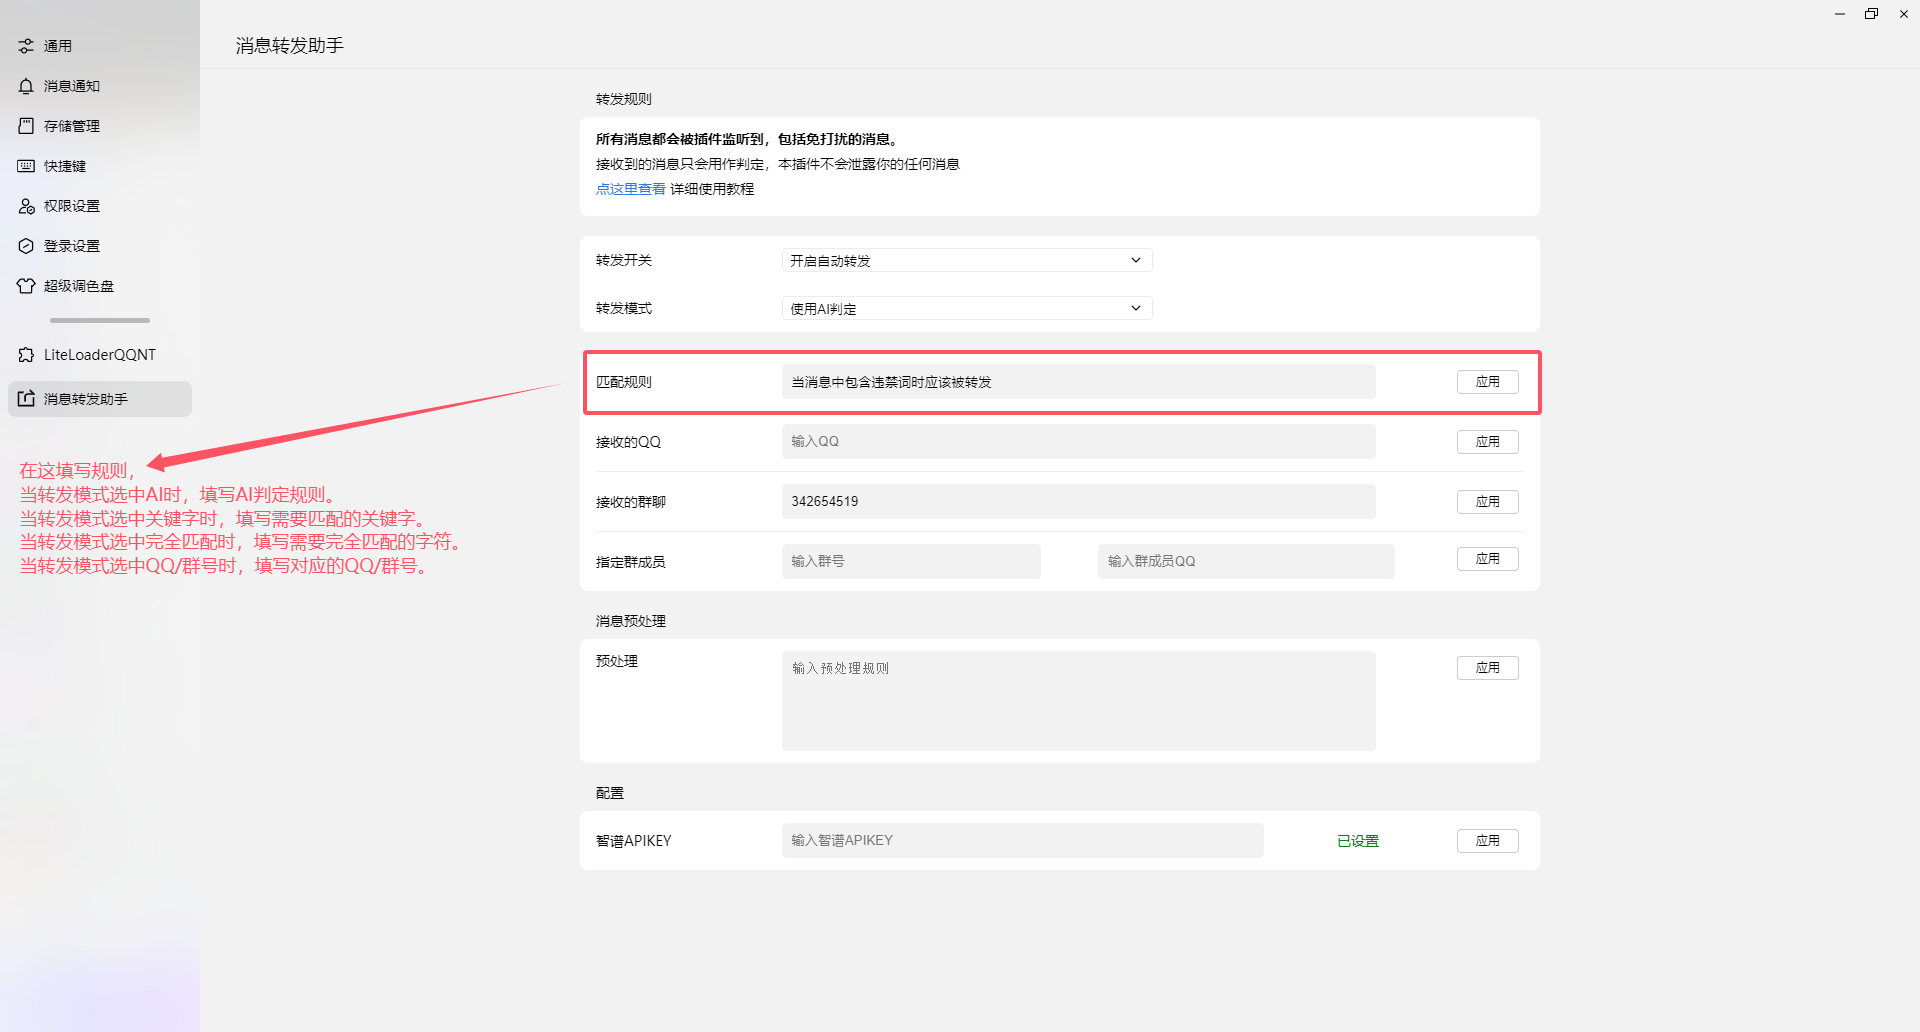 通用
消息通知
存储管理
快捷键
权限设置
登录设置
超级调色盘
LiteLoaderQQNT
消息转发助手
在这填写规则，
当转发模式选中AI时，填写AI判定规则。
当转发模式选中关键字时，填写需要匹配的关键字。
当转发模式选中完全匹配时，填写需要完全匹配的字符。
当转发模式选中QQ/群号时，填写对应的QQ/群号。
消息转发助手
转发规则
所有消息都会被插件监听到，包括免打扰的消息。
接收到的消息只会用作判定，本插件不会泄露你的任何消息
点这里查看 详细使用教程
转发开关 开启自动转发
转发模式 使用AI判定
匹配规则 当消息中包含违禁词时应该被转发 应用
接收的QQ 输入QQ 应用
接收的群聊 342654519 应用
指定群成员 输入群号 输入群成员QQ 应用
消息预处理
预处理 输入预处理规则 应用
配置
智谱APIKEY 输入智谱APIKEY 已设置 应用